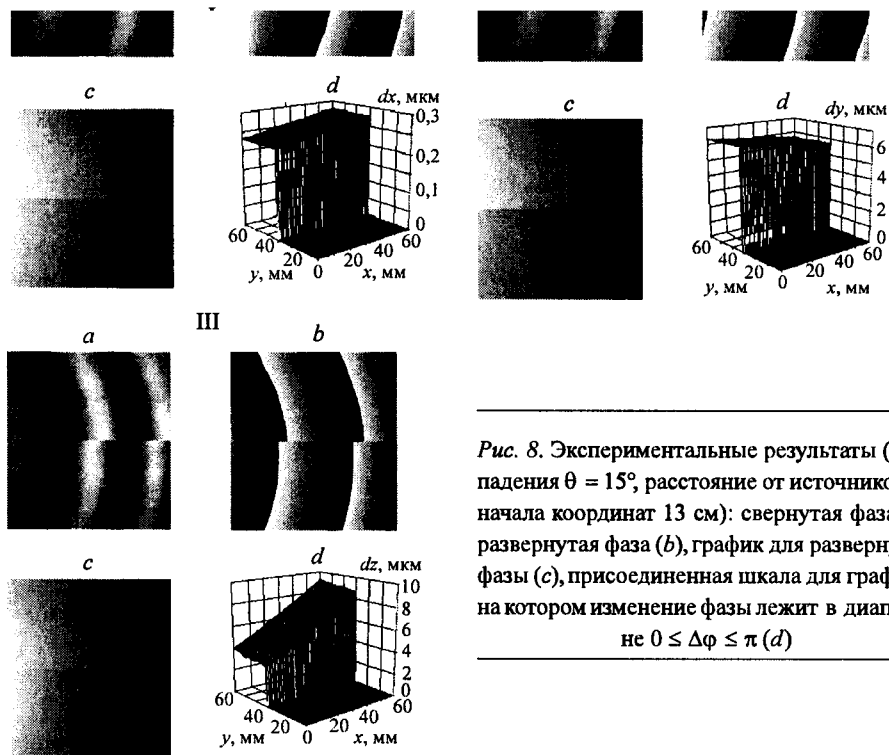 c
d
dx, мкм
0,3
0,2
0,1
0
60
40
20
0
20
40
60
y, мм
x, мм
c
d
dy, мкм
6
4
2
0
60
40
20
0
20
40
60
y, мм
x, мм
III
a
b
c
d
dz, мкм
10
8
6
4
2
0
60
40
20
0
20
40
60
y, мм
x, мм
Рис. 8. Экспериментальные результаты (
падения θ = 15°, расстояние от источнико
начала координат 13 см): свернутая фаза
развернутая фаза (b), график для разверну
фазы (c), присоединенная шкала для граф
на котором изменение фазы лежит в диап
не 0 ≤ Δφ ≤ π (d)